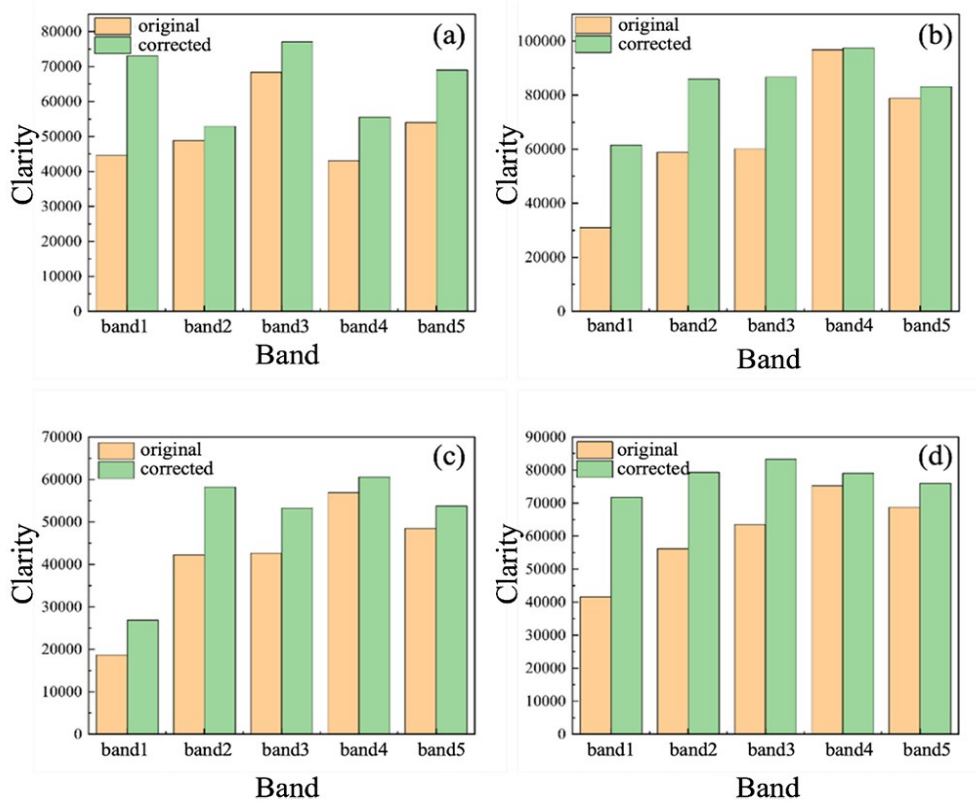 original
corrected
(a)
80000
70000
60000
50000
40000
30000
20000
10000
0
Clarity
band1 band2 band3 band4 band5
Band
original
corrected
(b)
100000
80000
60000
40000
20000
0
Clarity
band1 band2 band3 band4 band5
Band
original
corrected
(c)
70000
60000
50000
40000
30000
20000
10000
0
Clarity
band1 band2 band3 band4 band5
Band
original
corrected
(d)
90000
80000
70000
60000
50000
40000
30000
20000
10000
0
Clarity
band1 band2 band3 band4 band5
Band